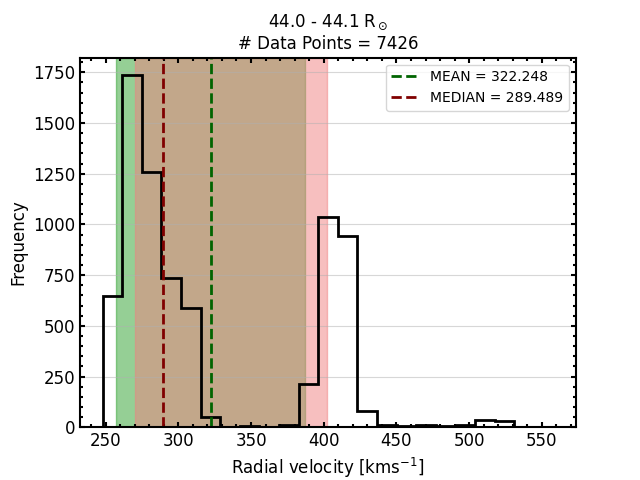 44.0 - 44.1 R⊙
# Data Points = 7426
MEAN = 322.248
MEDIAN = 289.489
Frequency
1750
1500
1250
1000
750
500
250
0
250 300 350 400 450 500 550
Radial velocity [kms⁻¹]